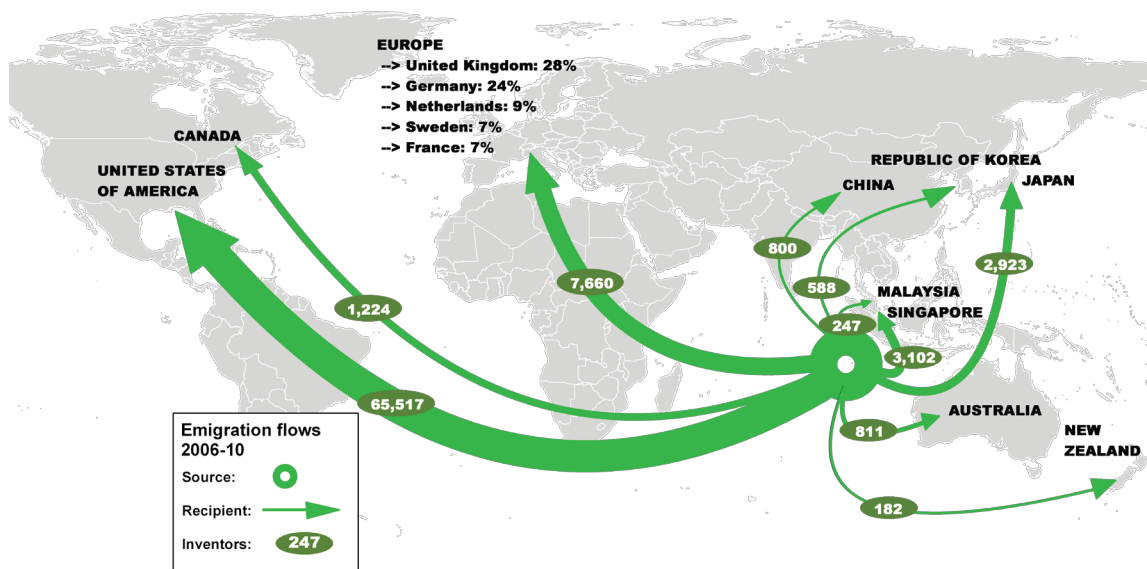 EUROPE
--> United Kingdom: 28%
--> Germany: 24%
--> Netherlands: 9%
--> Sweden: 7%
--> France: 7%
CANADA
UNITED STATES
OF AMERICA
REPUBLIC OF KOREA
JAPAN
CHINA
800
2,923
7,660
588
MALAYSIA
SINGAPORE
1,224
247
3,102
65,517
AUSTRALIA
811
NEW
ZEALAND
182
Emigration flows
2006-10
Source:
Recipient:
Inventors: 247